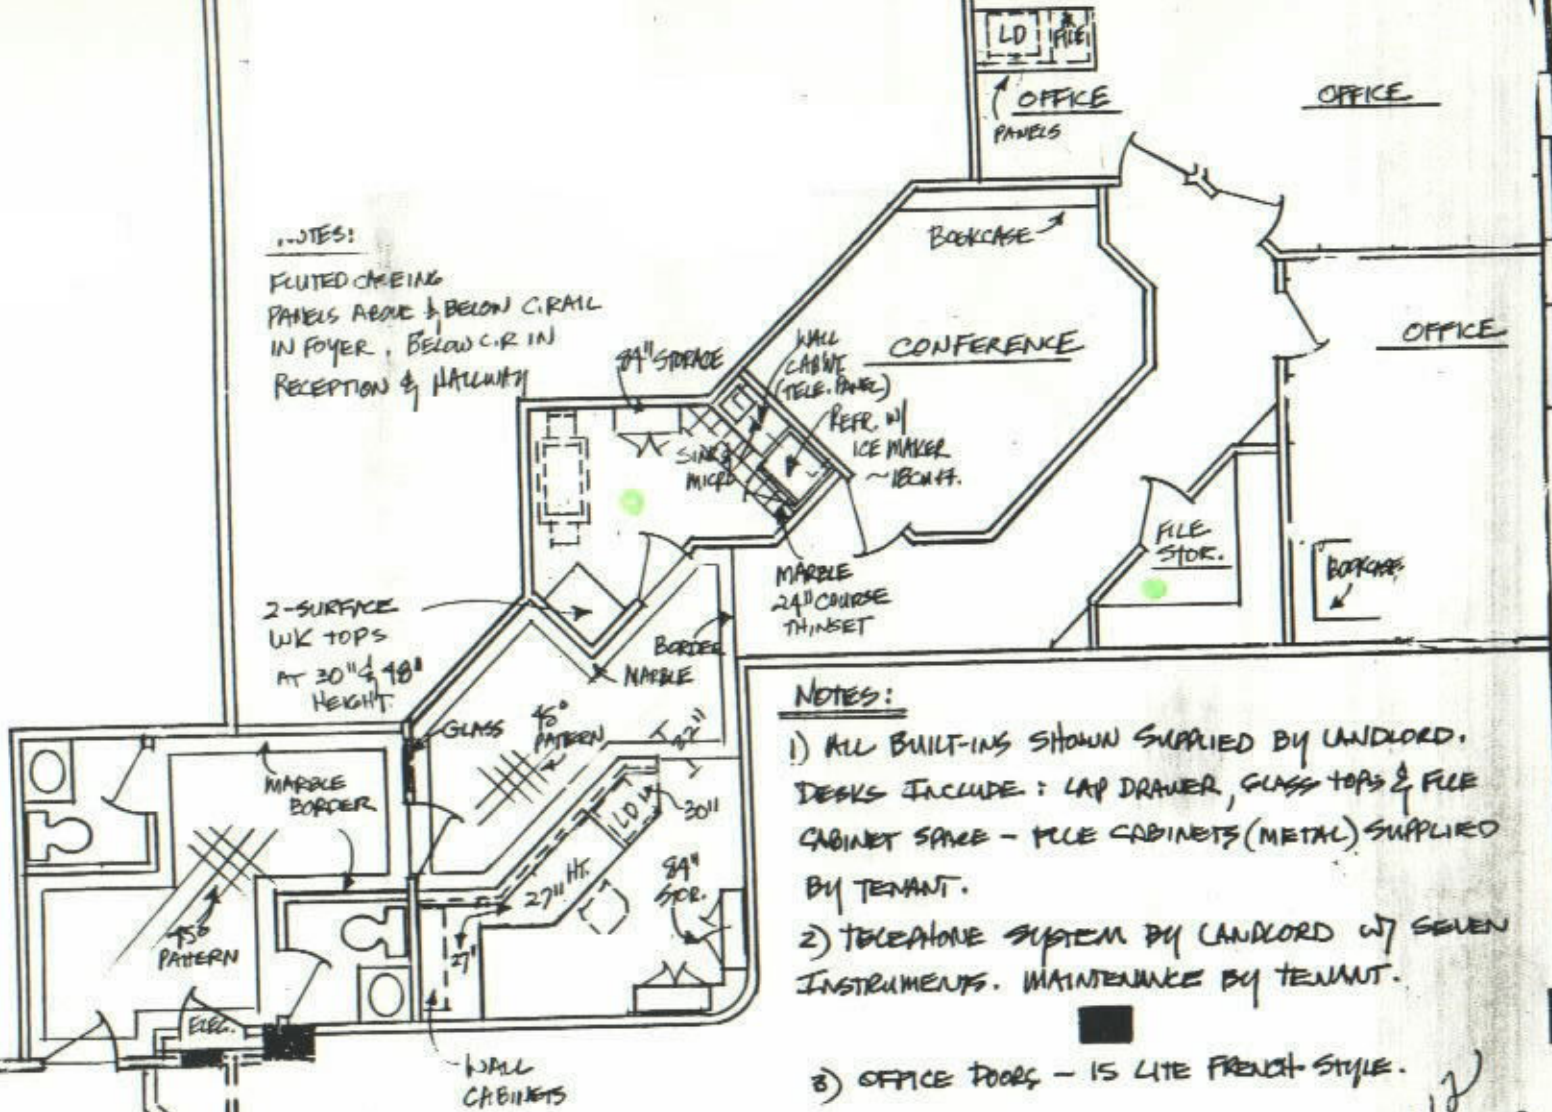 LD
FILE
OFFICE
PANELS
OFFICE
BOOKCASE
NOTES:
FLUTED CASEING
PANELS ABOVE & BELOW C.RAIL
IN FOYER, BELOW C.R IN
RECEPTION & HALLWAY
84" STORAGE
WALL
CAB'NT
(TELE. PANEL)
CONFERENCE
OFFICE
REFR. W/
ICE MAKER
~18CU.FT.
SINK &
MICRO
FILE
STOR.
BOOKCASE
MARBLE
24" COURSE
THINSET
2-SURFACE
WK TOPS
AT 30" & 48"
HEIGHT.
BORDER
MARBLE
GLASS
45°
PATTERN
22"
MARBLE
BORDER
LD
30"
27" HT.
84"
STOR.
27"
45°
PATTERN
ELEC.
WALL
CABINETS
NOTES:
1) ALL BUILT-INS SHOWN SUPPLIED BY LANDLORD.
DESKS INCLUDE: LAP DRAWER, GLASS TOPS & FILE
CABINET SPACE - FILE CABINETS (METAL) SUPPLIED
BY TENANT.
2) TELEPHONE SYSTEM BY LANDLORD W/ SEVEN
INSTRUMENTS. MAINTENANCE BY TENANT.
3) OFFICE DOORS - 15 LITE FRENCH STYLE.